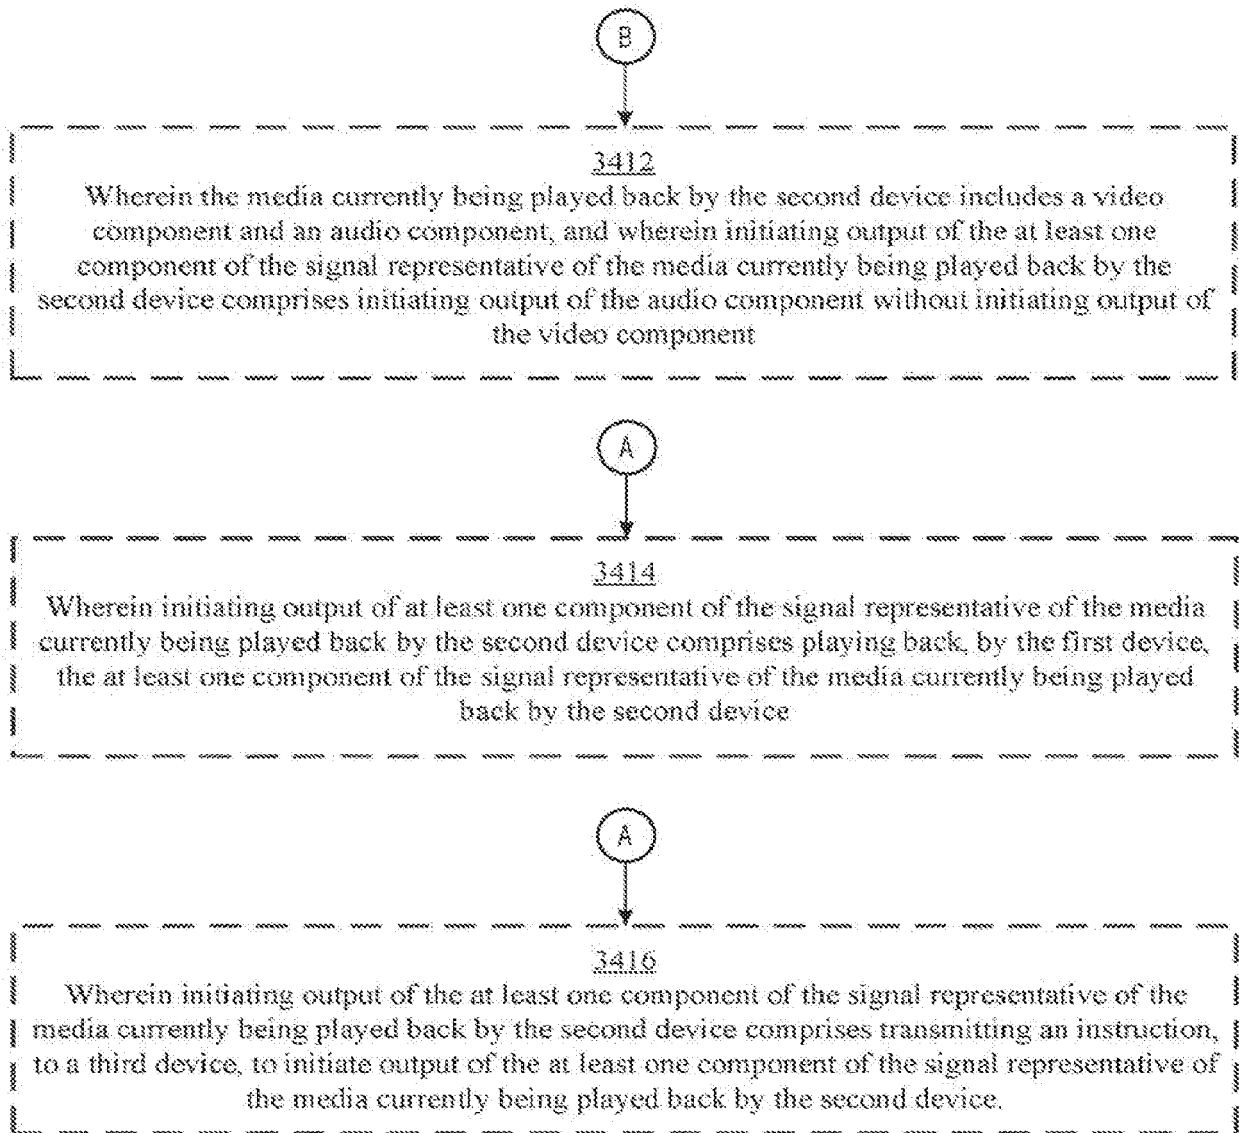 B
3412
Wherein the media currently being played back by the second device includes a video
component and an audio component, and wherein initiating output of the at least one
component of the signal representative of the media currently being played back by the
second device comprises initiating output of the audio component without initiating output of
the video component
A
3414
Wherein initiating output of at least one component of the signal representative of the media
currently being played back by the second device comprises playing back, by the first device,
the at least one component of the signal representative of the media currently being played
back by the second device
A
3416
Wherein initiating output of the at least one component of the signal representative of the
media currently being played back by the second device comprises transmitting an instruction,
to a third device, to initiate output of the at least one component of the signal representative of
the media currently being played back by the second device.